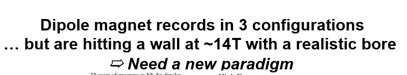 Dipole magnet records in 3 configurations
… but are hitting a wall at ~14T with a realistic bore
⇨ Need a new paradigm